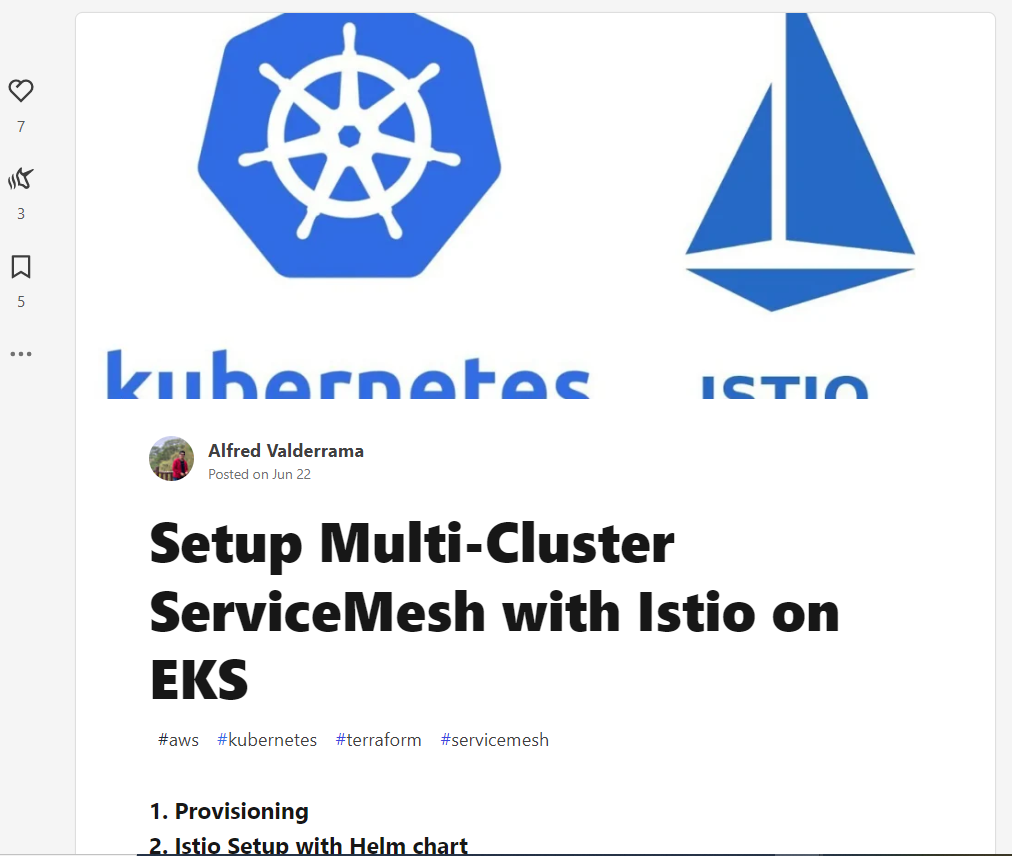 kubernetes
ISTIO
7
3
5
Alfred Valderrama
Posted on Jun 22
Setup Multi-Cluster
ServiceMesh with Istio on
EKS
#aws #kubernetes #terraform #servicemesh
1. Provisioning
2. Istio Setup with Helm chart